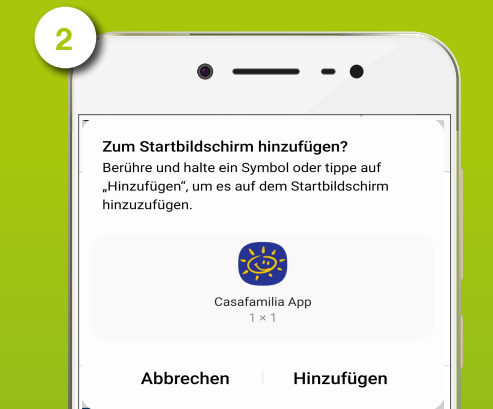 2
Zum Startbildschirm hinzufügen?
Berühre und halte ein Symbol oder tippe auf
„Hinzufügen“, um es auf dem Startbildschirm
hinzuzufügen.
Casafamilia App
1 × 1
Abbrechen Hinzufügen